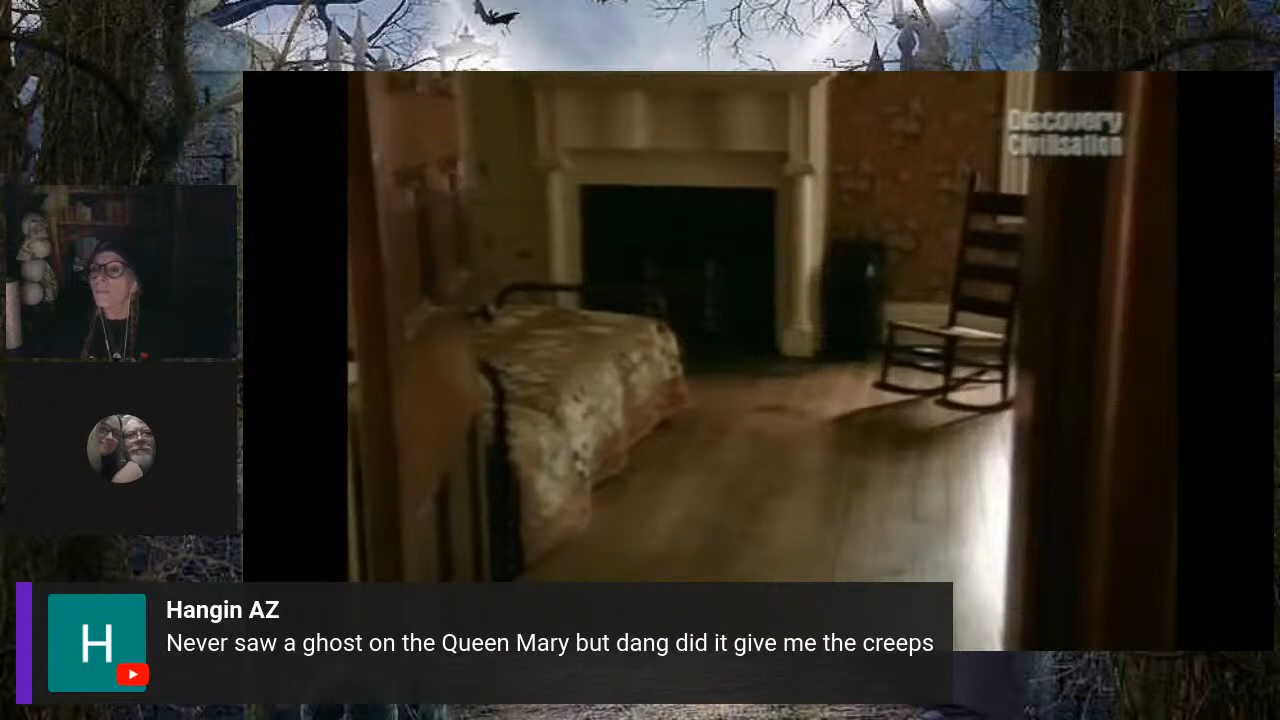 Discovery
Civilisation
H
Hangin AZ
Never saw a ghost on the Queen Mary but dang did it give me the creeps